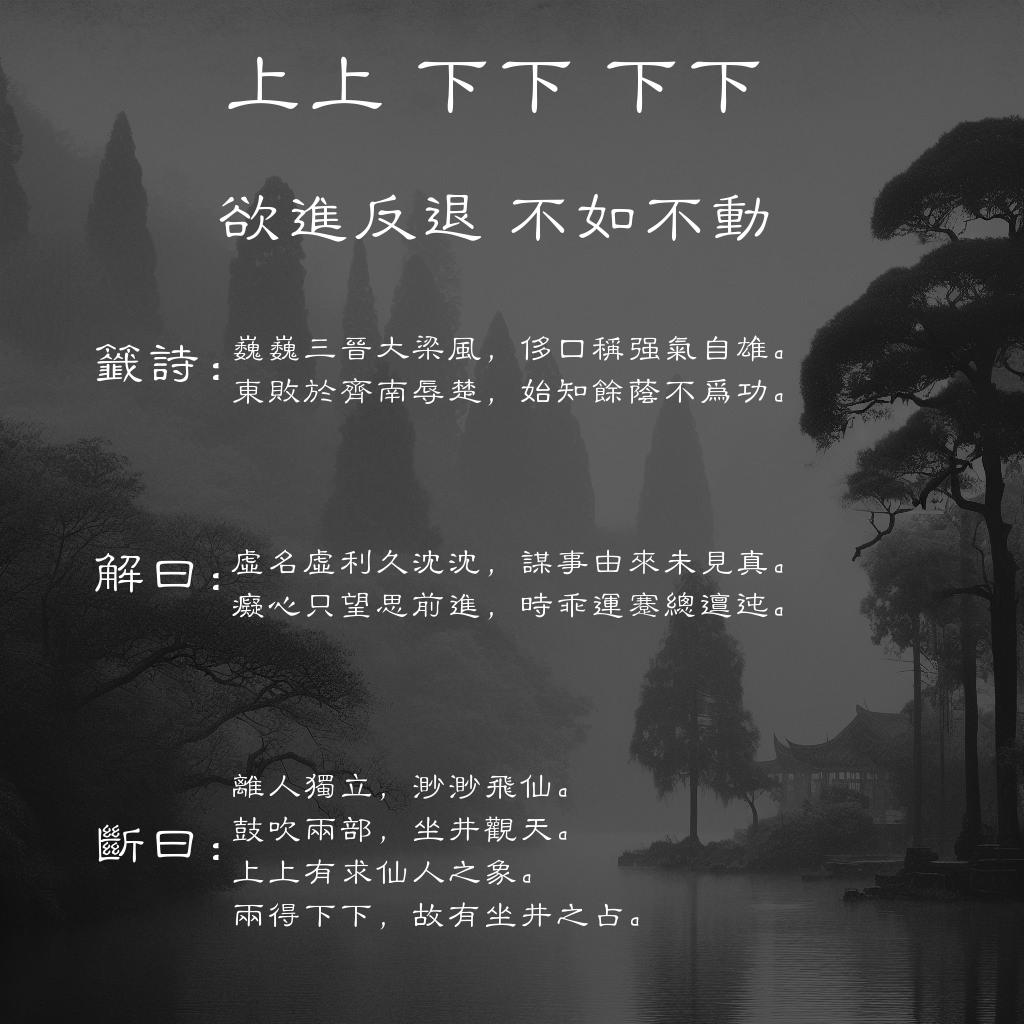 上上 下下 下下
欲進反退 不如不動
籤詩：
巍巍三晉大梁風，侈口稱强氣自雄。
東敗於齊南辱楚，始知餘蔭不爲功。
解曰：
虛名虛利久沈沈，謀事由來未見真。
癡心只望思前進，時乖運蹇總邅迍。
斷曰：
離人獨立，渺渺飛仙。
鼓吹兩部，坐井觀天。
上上有求仙人之象。
兩得下下，故有坐井之占。